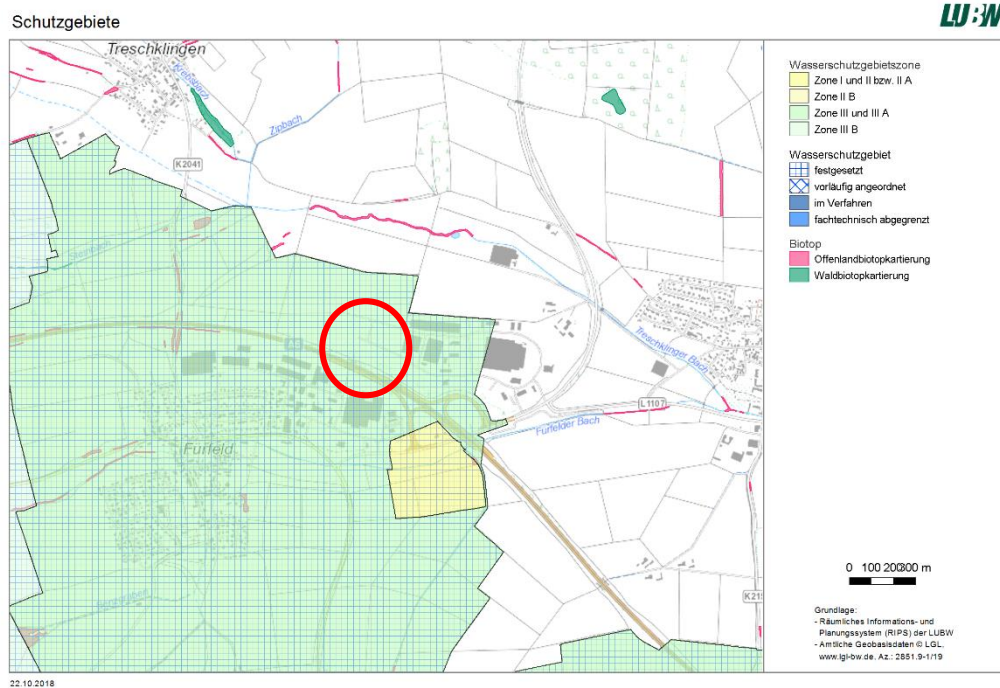 Schutzgebiete
LUBW
Treschklingen
Krebsbach
Zipbach
K2041
Furfeld
Treschklinger Bach
L1107
Furfelder Bach
K21
Wasserschutzgebietszone
Zone I und II bzw. II A
Zone II B
Zone III und III A
Zone III B
Wasserschutzgebiet
festgesetzt
vorläufig angeordnet
im Verfahren
fachtechnisch abgegrenzt
Biotop
Offenlandbiotopkartierung
Waldbiotopkartierung
0 100 200300 m
Grundlage:
- Räumliches Informations- und
Planungssystem (RIPS) der LUBW
- Amtliche Geobasisdaten © LGL,
www.lgl-bw.de, Az.: 2851.9-1/19
22.10.2018